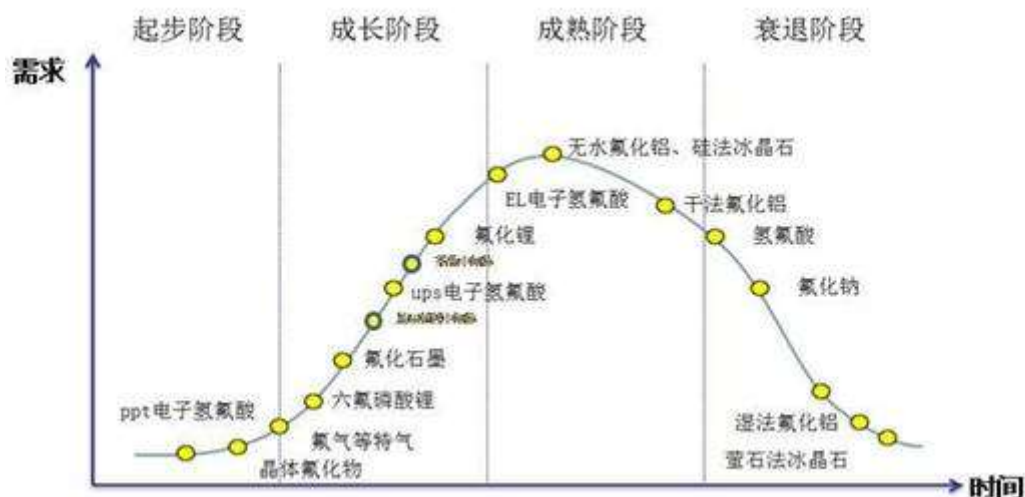 起步阶段
成长阶段
成熟阶段
衰退阶段
需求
无水氟化铝、硅法冰晶石
EL电子氢氟酸
干法氟化铝
氟化锂
氢氟酸
ups电子氢氟酸
氟化钠
氟化石墨
六氟磷酸锂
ppt电子氢氟酸
湿法氟化铝
氟气等特气
晶体氟化物
萤石法冰晶石
时间